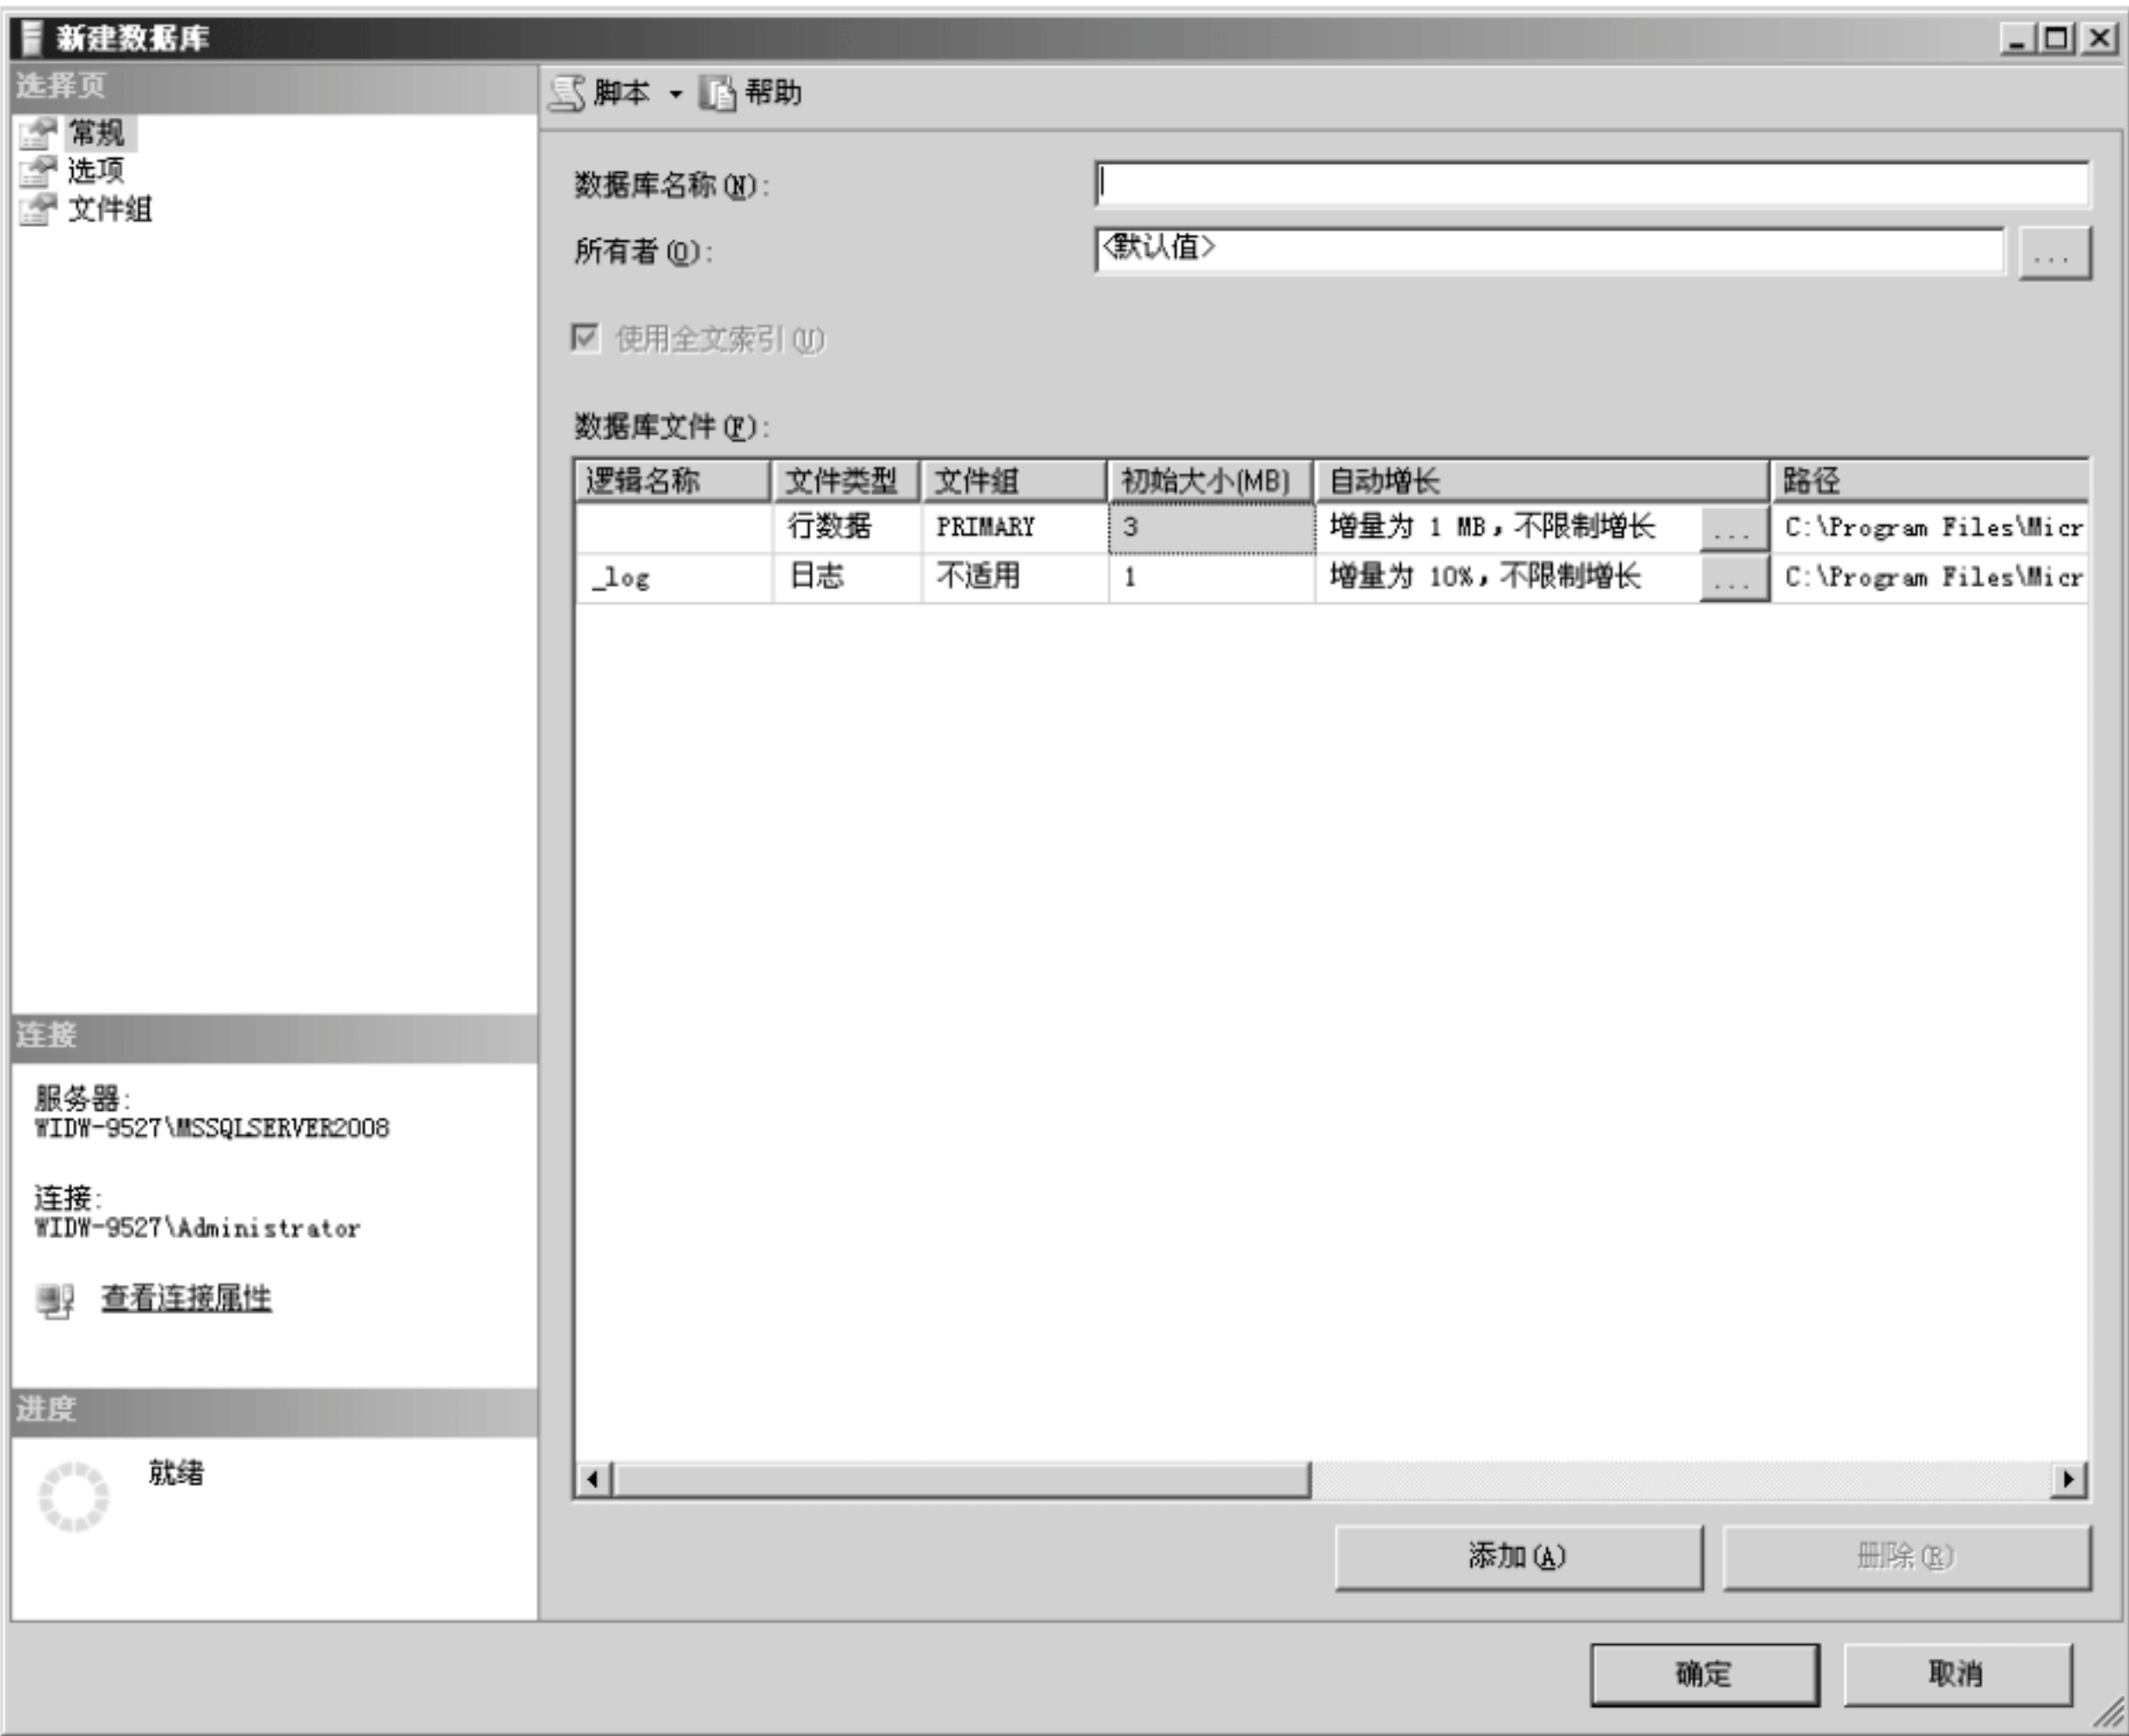 新建数据库
选择页
常规
选项
文件组
脚本 帮助
数据库名称(N):
所有者(O): <默认值> ...
使用全文索引(U)
数据库文件(F):
逻辑名称 文件类型 文件组 初始大小(MB) 自动增长 路径
行数据 PRIMARY 3 增量为 1 MB，不限制增长 ... C:\Program Files\Micr
_log 日志 不适用 1 增量为 10%，不限制增长 ... C:\Program Files\Micr
连接
服务器:
WIDW-9527\MSSQLSERVER2008
连接:
WIDW-9527\Administrator
查看连接属性
进度
就绪
添加(A) 删除(R)
确定 取消